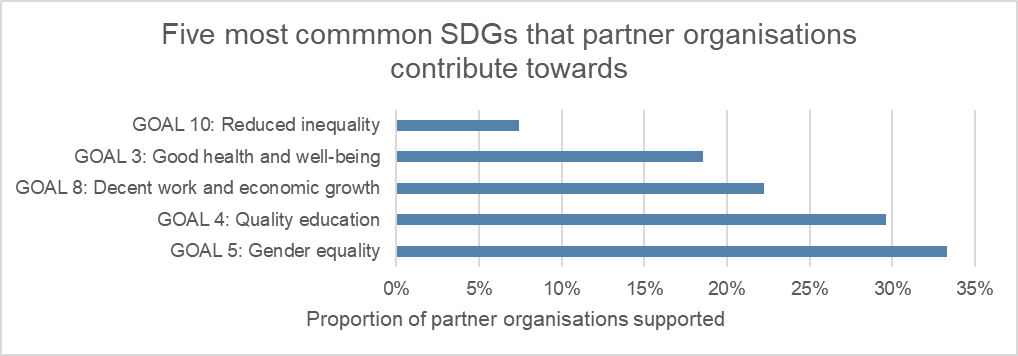 Five most commmon SDGs that partner organisations
contribute towards
GOAL 10: Reduced inequality
GOAL 3: Good health and well-being
GOAL 8: Decent work and economic growth
GOAL 4: Quality education
GOAL 5: Gender equality
0% 5% 10% 15% 20% 25% 30% 35%
Proportion of partner organisations supported